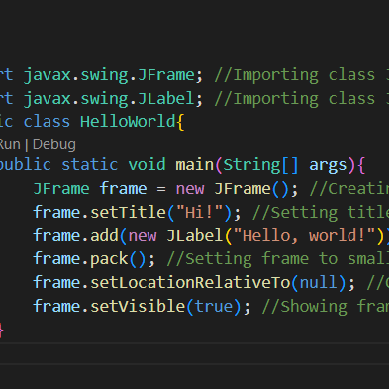 rt javax.swing.JFrame; //Importing class J
rt javax.swing.JLabel; //Importing class J
ic class HelloWorld{
Run | Debug
public static void main(String[] args){
JFrame frame = new JFrame(); //Creatin
frame.setTitle("Hi!"); //Setting title
frame.add(new JLabel("Hello, world!"))
frame.pack(); //Setting frame to smal
frame.setLocationRelativeTo(null); //C
frame.setVisible(true); //Showing fram
}